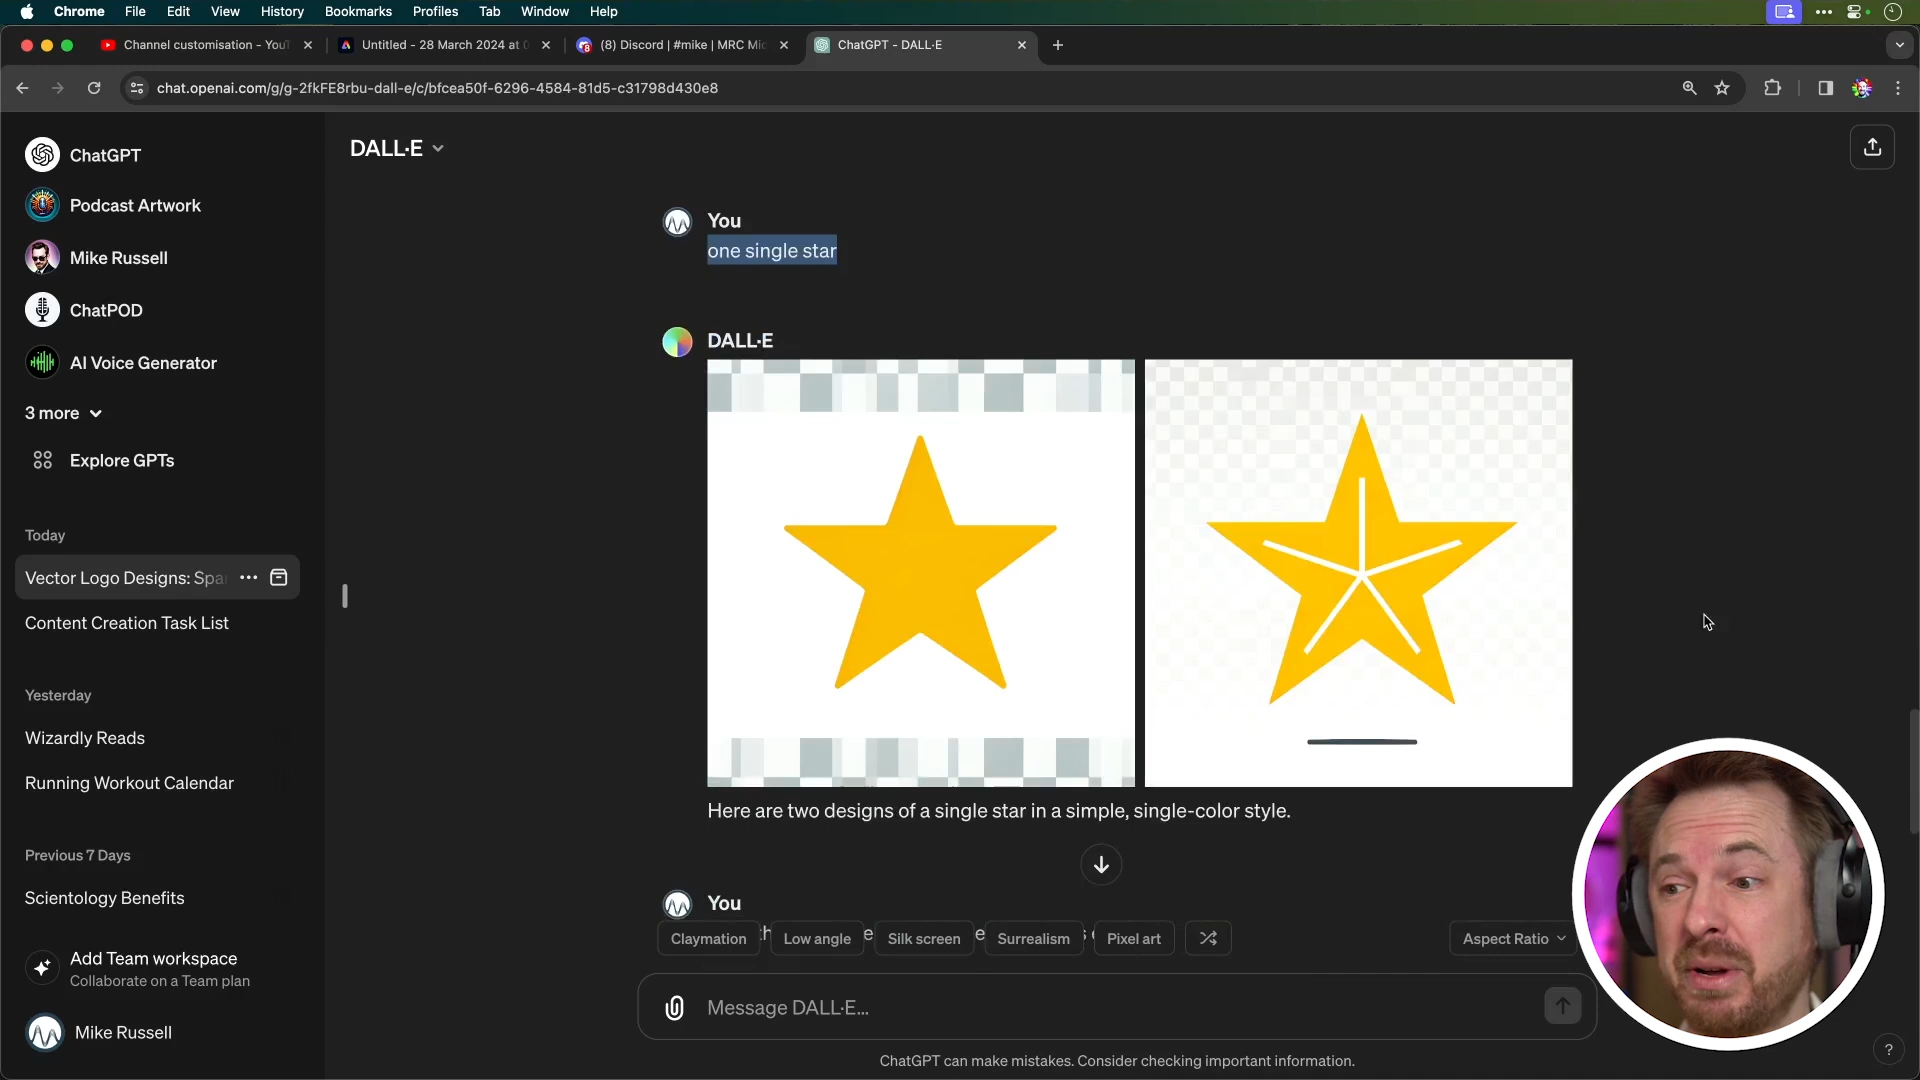 Chrome File Edit View History Bookmarks Profiles Tab Window Help
Channel customisation - You
Untitled - 28 March 2024 at
(8) Discord | #mike | MRC Mi
ChatGPT - DALL·E
chat.openai.com/g/g-2fkFE8rbu-dall-e/c/bfcea50f-6296-4584-81d5-c31798d430e8
ChatGPT
Podcast Artwork
Mike Russell
ChatPOD
AI Voice Generator
3 more
Explore GPTs
Today
Vector Logo Designs: Spar
Content Creation Task List
Yesterday
Wizardly Reads
Running Workout Calendar
Previous 7 Days
Scientology Benefits
Add Team workspace
Collaborate on a Team plan
Mike Russell
DALL·E
You
one single star
DALL·E
Here are two designs of a single star in a simple, single-color style.
You
Claymation Low angle Silk screen Surrealism Pixel art
Aspect Ratio
Message DALL·E...
ChatGPT can make mistakes. Consider checking important information.
?